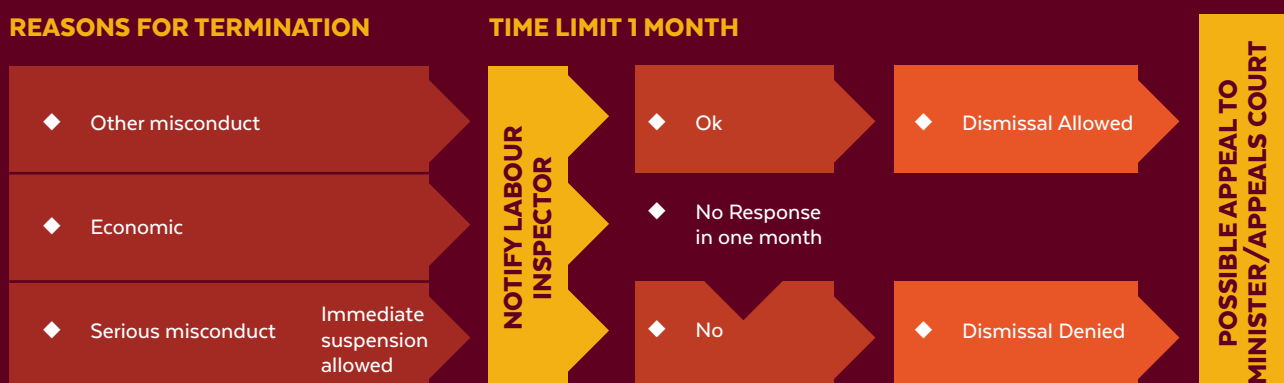 REASONS FOR TERMINATION
TIME LIMIT 1 MONTH
Other misconduct
Economic
Serious misconduct
Immediate
suspension
allowed
NOTIFY LABOUR
INSPECTOR
Ok
No Response
in one month
No
Dismissal Allowed
Dismissal Denied
POSSIBLE APPEAL TO
MINISTER/APPEALS COURT